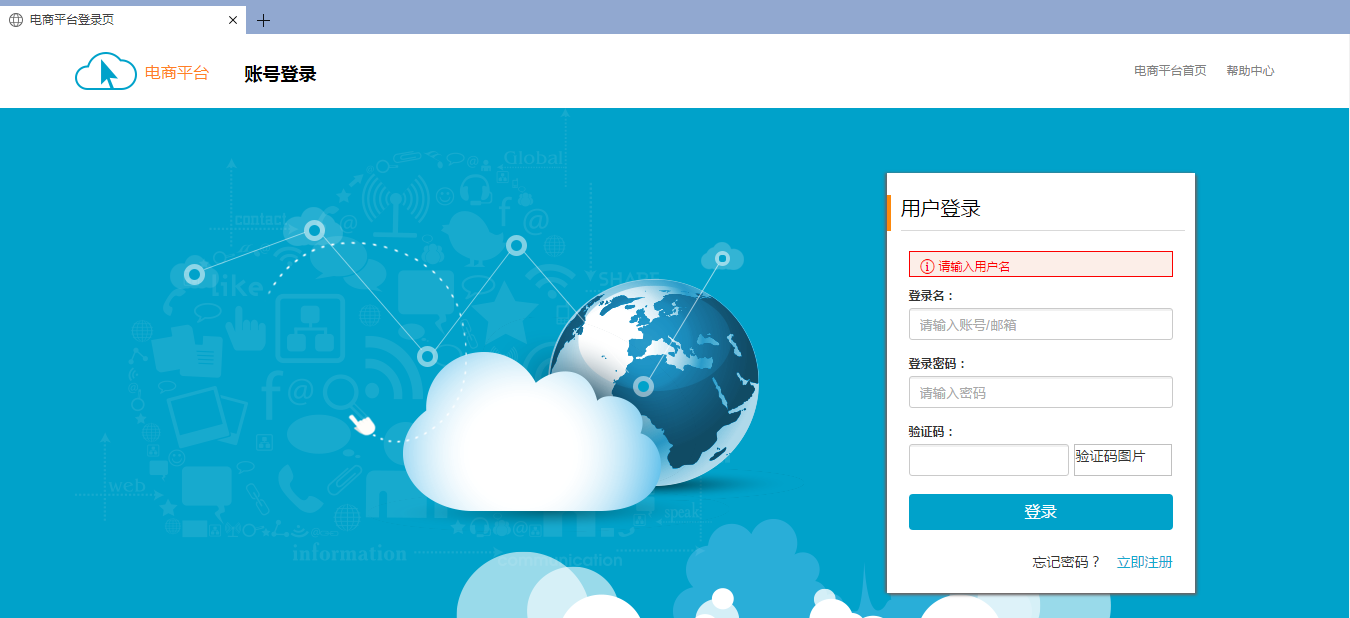 电商平台登录页
电商平台
账号登录
电商平台首页 帮助中心
Global
contact
SHARE
like
web
speak
information
communication
用户登录
请输入用户名
登录名：
请输入账号/邮箱
登录密码：
请输入密码
验证码：
验证码图片
登录
忘记密码？ 立即注册